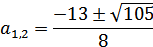 a₁,₂ = (−13 ± √105) / 8